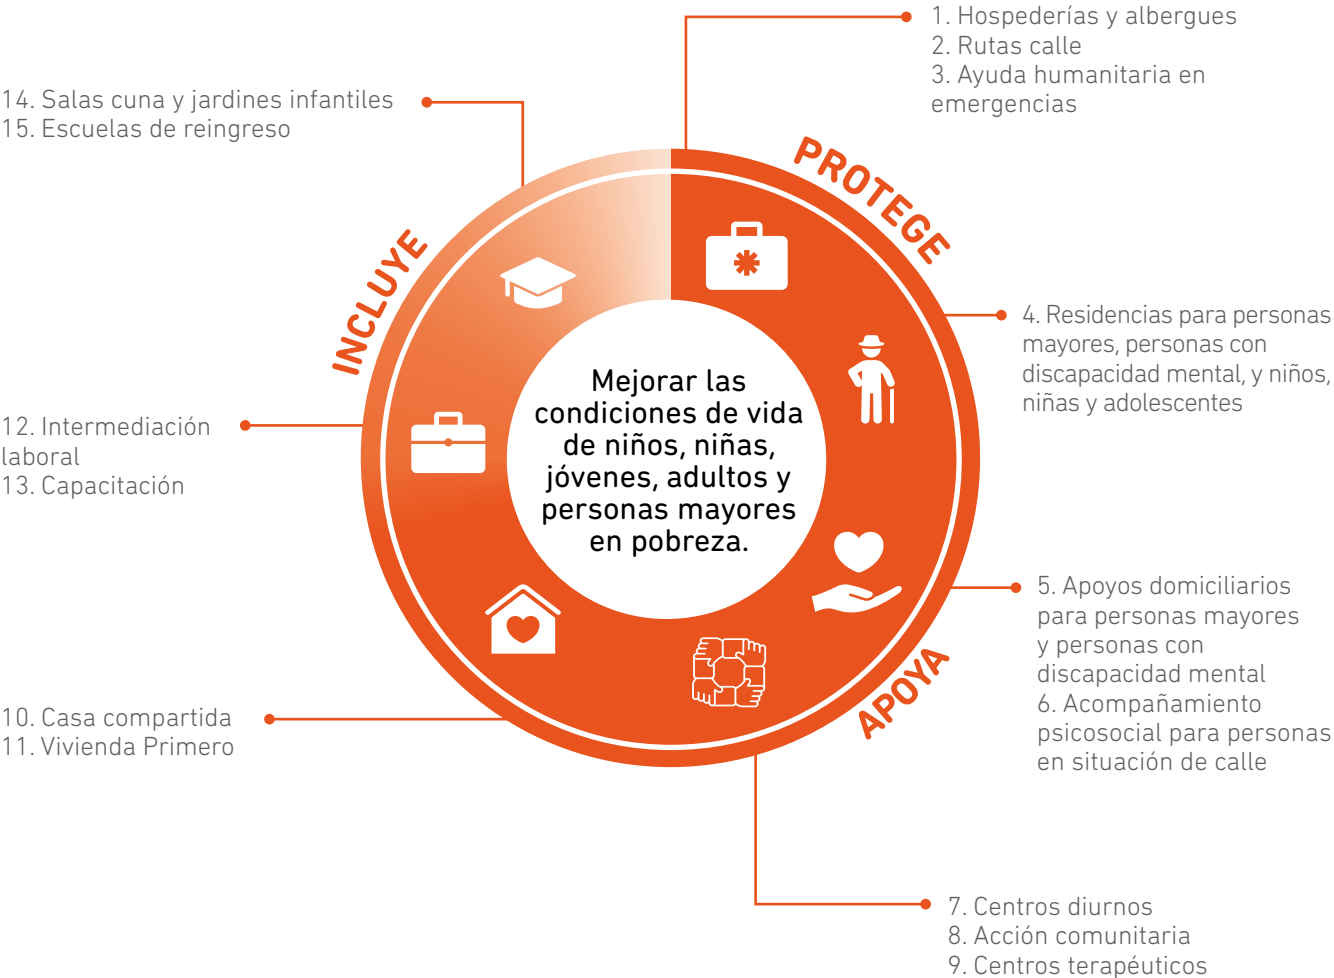 1. Hospederías y albergues
2. Rutas calle
3. Ayuda humanitaria en
emergencias
PROTEGE
4. Residencias para personas
mayores, personas con
discapacidad mental, y niños,
niñas y adolescentes
5. Apoyos domiciliarios
para personas mayores
y personas con
discapacidad mental
6. Acompañamiento
psicosocial para personas
en situación de calle
APOYA
7. Centros diurnos
8. Acción comunitaria
9. Centros terapéuticos
10. Casa compartida
11. Vivienda Primero
12. Intermediación
laboral
13. Capacitación
INCLUYE
14. Salas cuna y jardines infantiles
15. Escuelas de reingreso
Mejorar las
condiciones de vida
de niños, niñas,
jóvenes, adultos y
personas mayores
en pobreza.